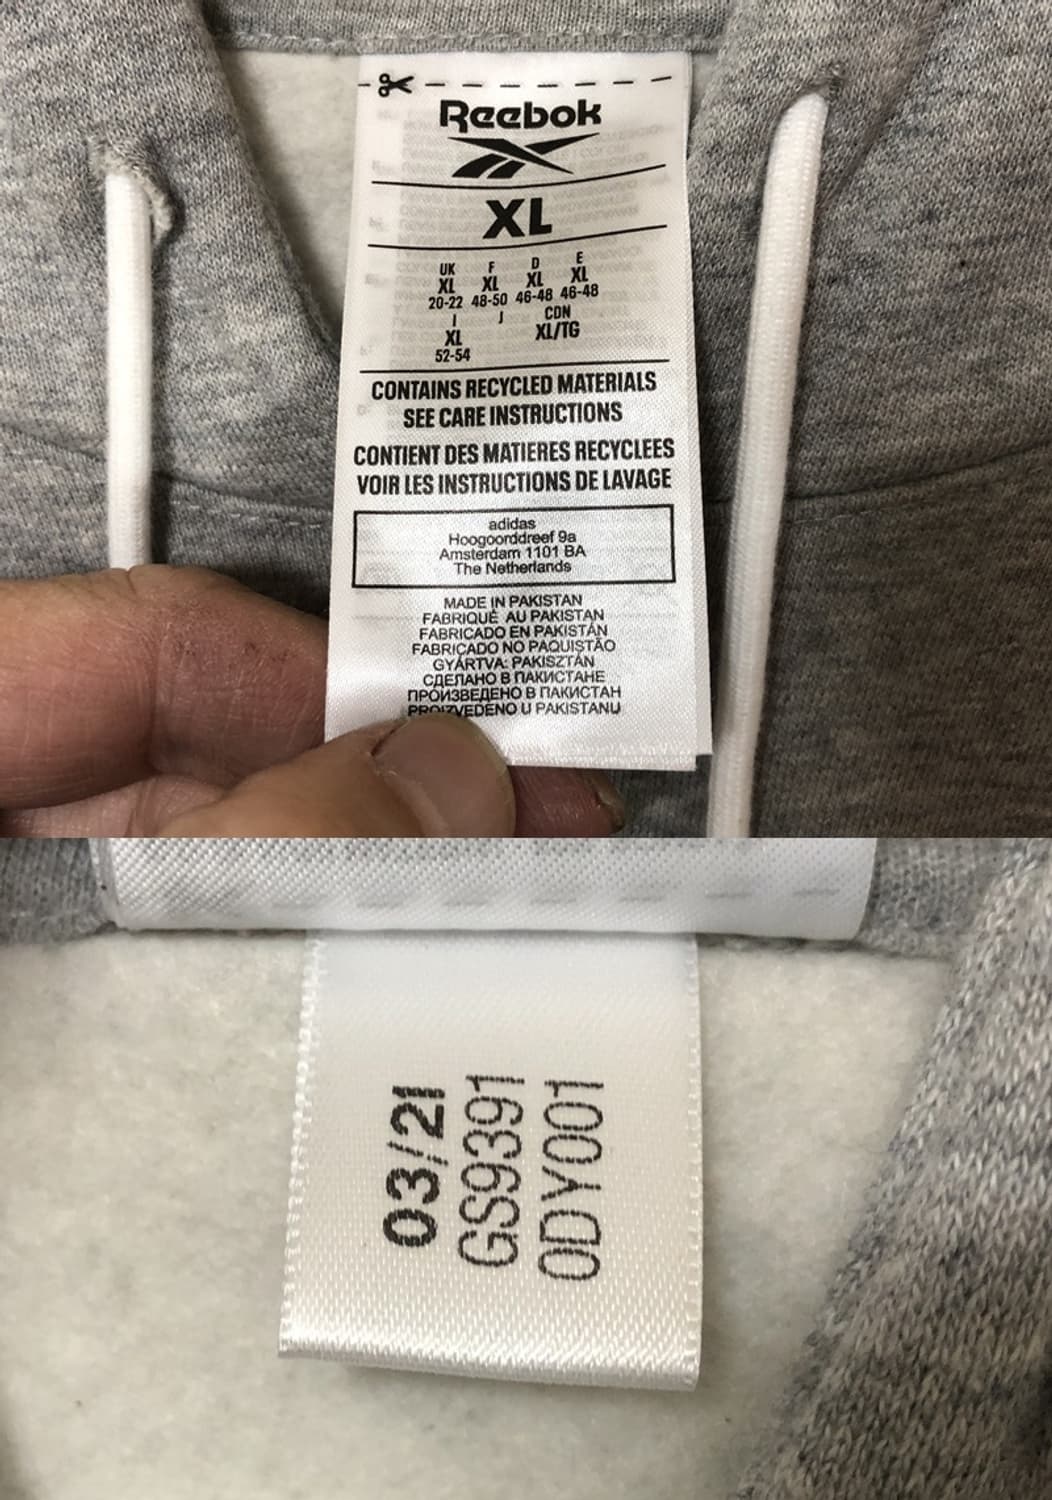 Reebok
XL
UK F D E
XL XL XL XL
20-22 48-50 46-48 46-48
I J CDN
XL XL/TG
52-54
CONTAINS RECYCLED MATERIALS
SEE CARE INSTRUCTIONS
CONTIENT DES MATIERES RECYCLEES
VOIR LES INSTRUCTIONS DE LAVAGE
adidas
Hoogoorddreef 9a
Amsterdam 1101 BA
The Netherlands
MADE IN PAKISTAN
FABRIQUÉ AU PAKISTAN
FABRICADO EN PAKISTÁN
FABRICADO NO PAQUISTÃO
GYÁRTVA: PAKISZTÁN
СДЕЛАНО В ПАКИСТАНЕ
ПРОИЗВЕДЕНО В ПАКИСТАН
PROIZVEDENO U PAKISTANU
03/21
GS9391
0DY001